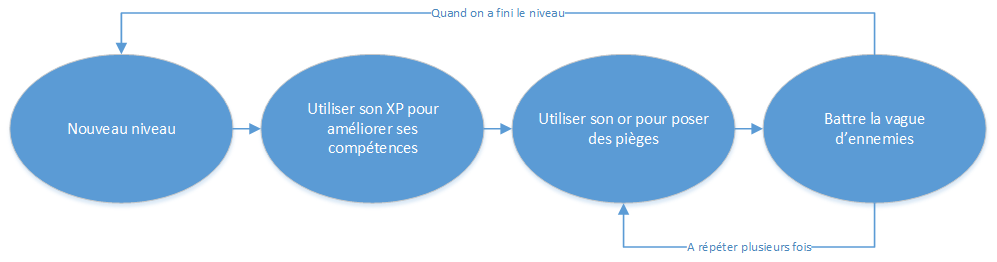 Quand on a fini le niveau
Nouveau niveau
Utiliser son XP pour
améliorer ses
compétences
Utiliser son or pour poser
des pièges
Battre la vague
d'ennemies
A répéter plusieurs fois